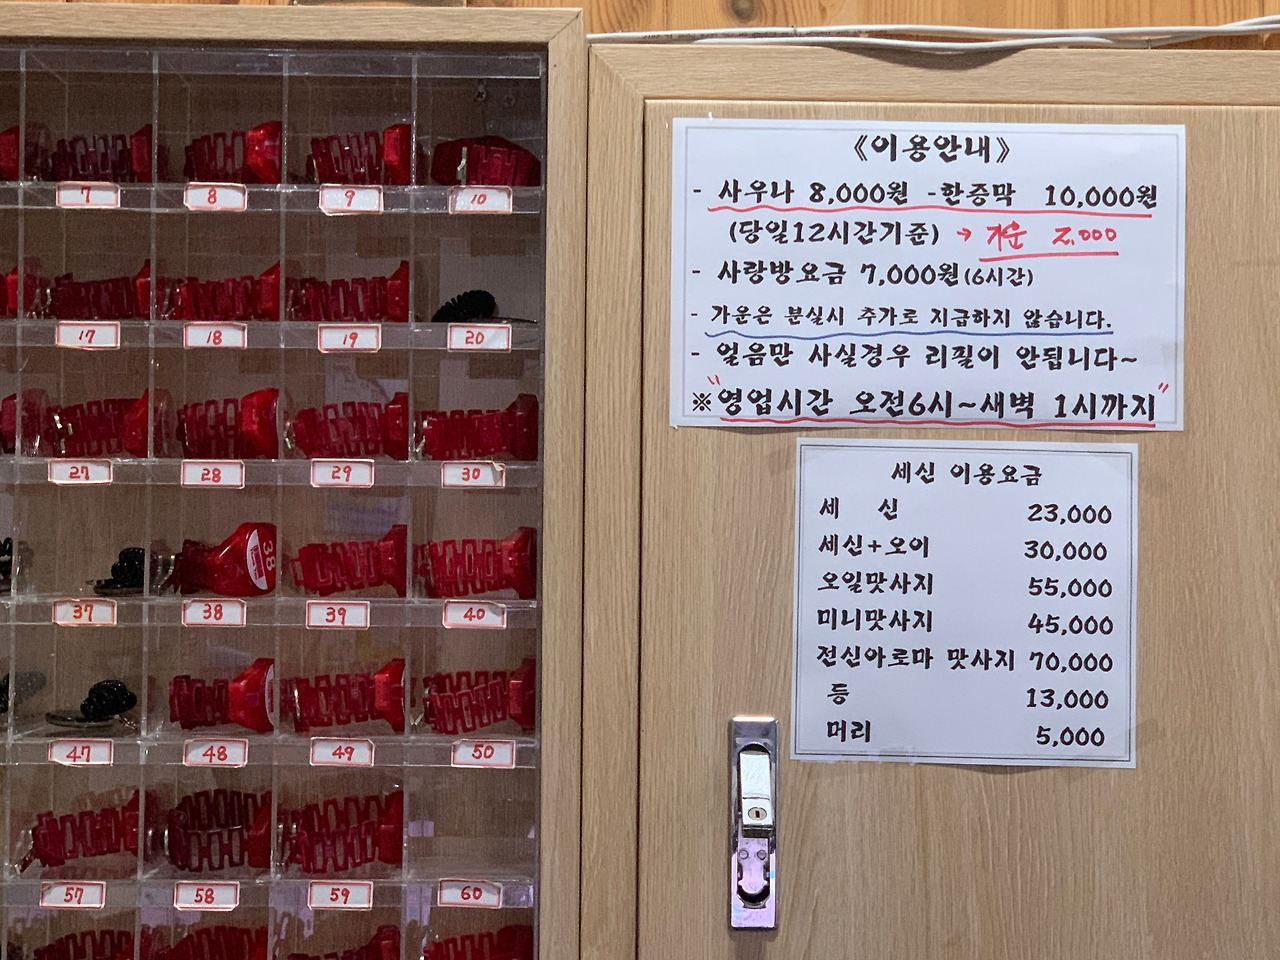 7 8 9 10
17 18 19 20
27 28 29 30
38
37 38 39 40
47 48 49 50
57 58 59 60
《이용안내》
- 사우나 8,000원 -한증막 10,000원
(당일12시간기준) → 가운 2,000
- 사랑방요금 7,000원(6시간)
- 가운은 분실시 추가로 지급하지 않습니다.
- 얼음만 사실경우 리필이 안됩니다~
※"영업시간 오전6시~새벽 1시까지"
세신 이용요금
세 신 23,000
세신+오이 30,000
오일맛사지 55,000
미니맛사지 45,000
전신아로마 맛사지 70,000
등 13,000
머리 5,000